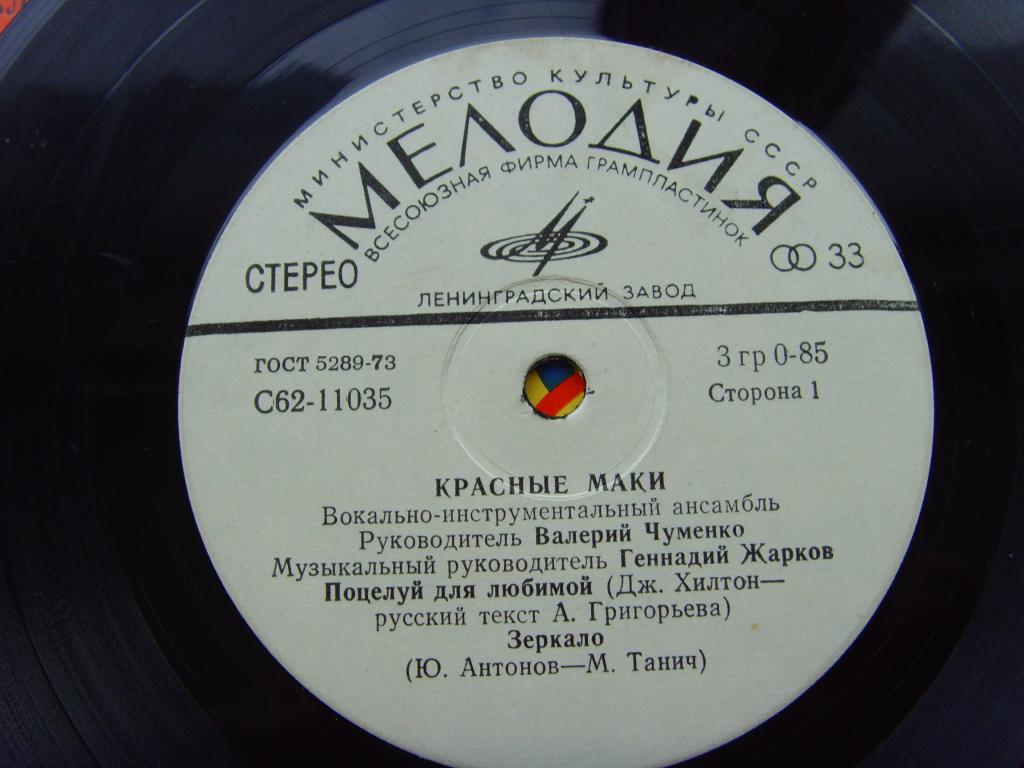 МИНИСТЕРСТВО КУЛЬТУРЫ СССР
МЕЛОДИЯ
ВСЕСОЮЗНАЯ ФИРМА ГРАМПЛАСТИНОК
СТЕРЕО
33
ЛЕНИНГРАДСКИЙ ЗАВОД
ГОСТ 5289-73
3 гр 0-85
С62-11035
Сторона 1
КРАСНЫЕ МАКИ
Вокально-инструментальный ансамбль
Руководитель Валерий Чуменко
Музыкальный руководитель Геннадий Жарков
Поцелуй для любимой (Дж. Хилтон—
русский текст А. Григорьева)
Зеркало
(Ю. Антонов—М. Танич)